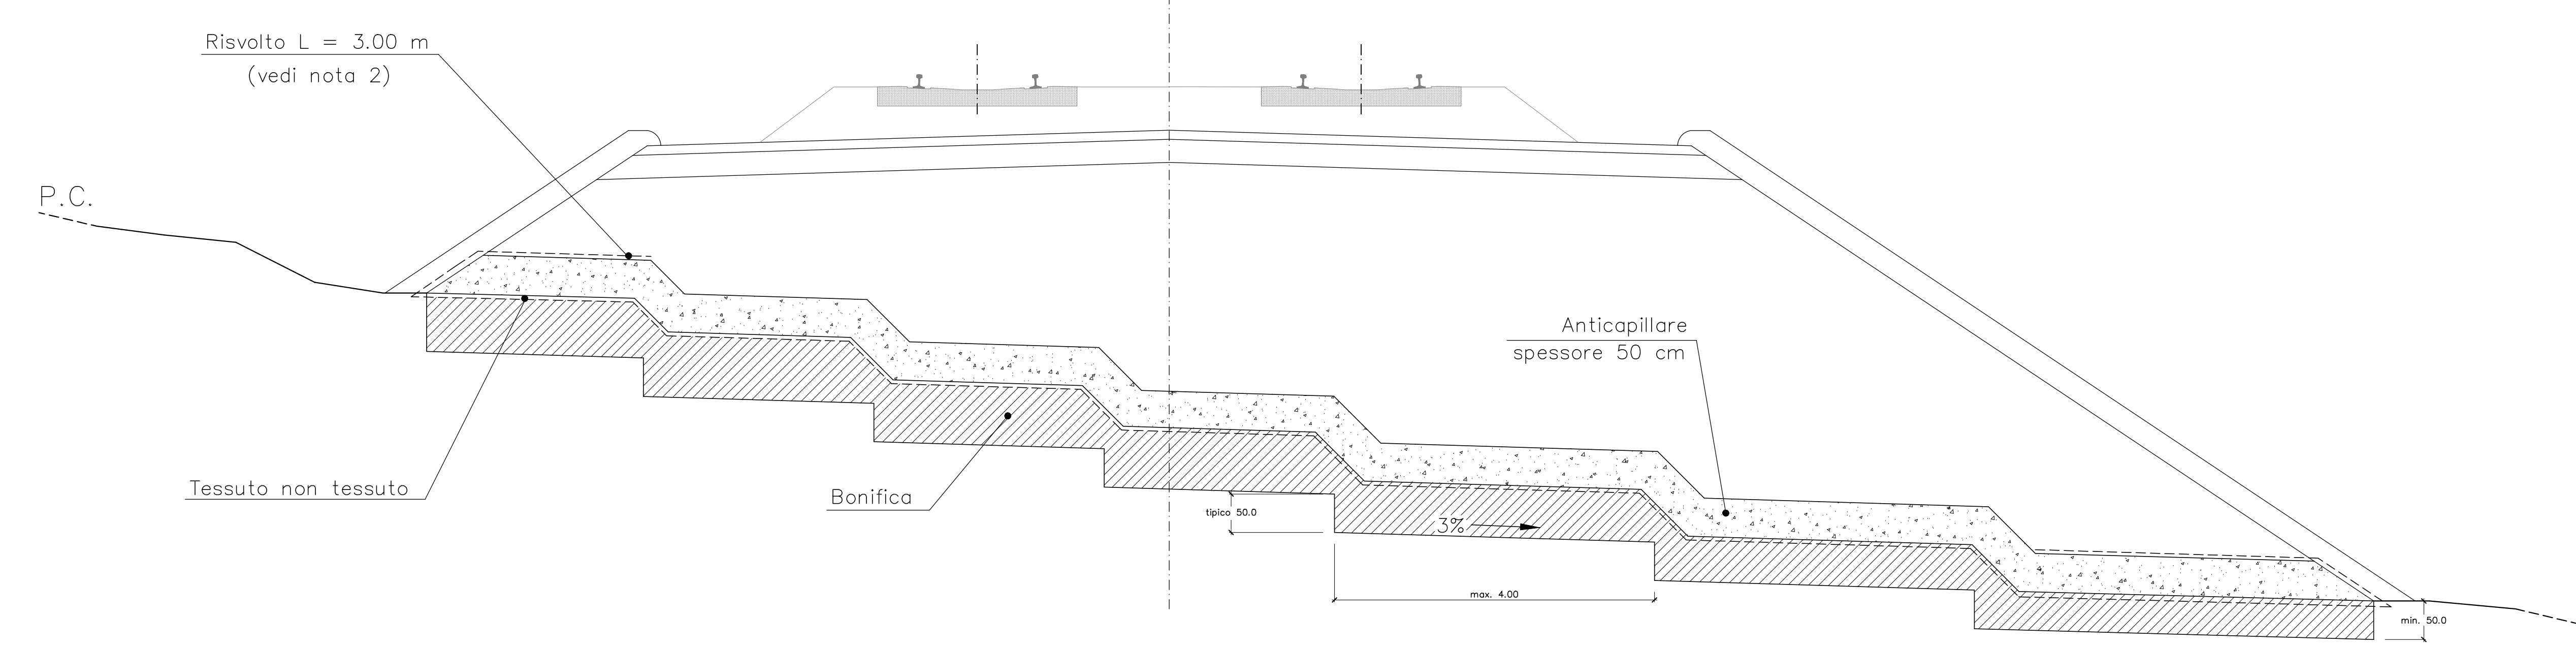 Risvolto L = 3.00 m
(vedi nota 2)
P.C.
Anticapillare
spessore 50 cm
Tessuto non tessuto
Bonifica
tipico 50.0
3%
max. 4.00
min. 50.0